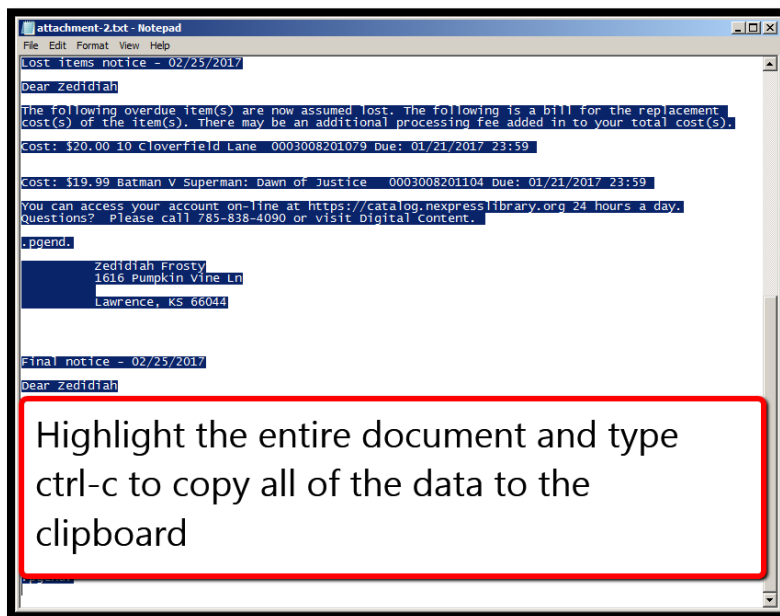 attachment-2.txt - Notepad
File Edit Format View Help
Lost items notice - 02/25/2017
Dear Zedidiah
The following overdue item(s) are now assumed lost. The following is a bill for the replacement
cost(s) of the item(s). There may be an additional processing fee added in to your total cost(s).
Cost: $20.00 10 Cloverfield Lane 0003008201079 Due: 01/21/2017 23:59
Cost: $19.99 Batman V Superman: Dawn of Justice 0003008201104 Due: 01/21/2017 23:59
You can access your account on-line at https://catalog.nexpresslibrary.org 24 hours a day.
Questions? Please call 785-838-4090 or visit Digital Content.
.pgend.
Zedidiah Frosty
1616 Pumpkin Vine Ln
Lawrence, KS 66044
Final notice - 02/25/2017
Dear Zedidiah
Highlight the entire document and type
ctrl-c to copy all of the data to the
clipboard